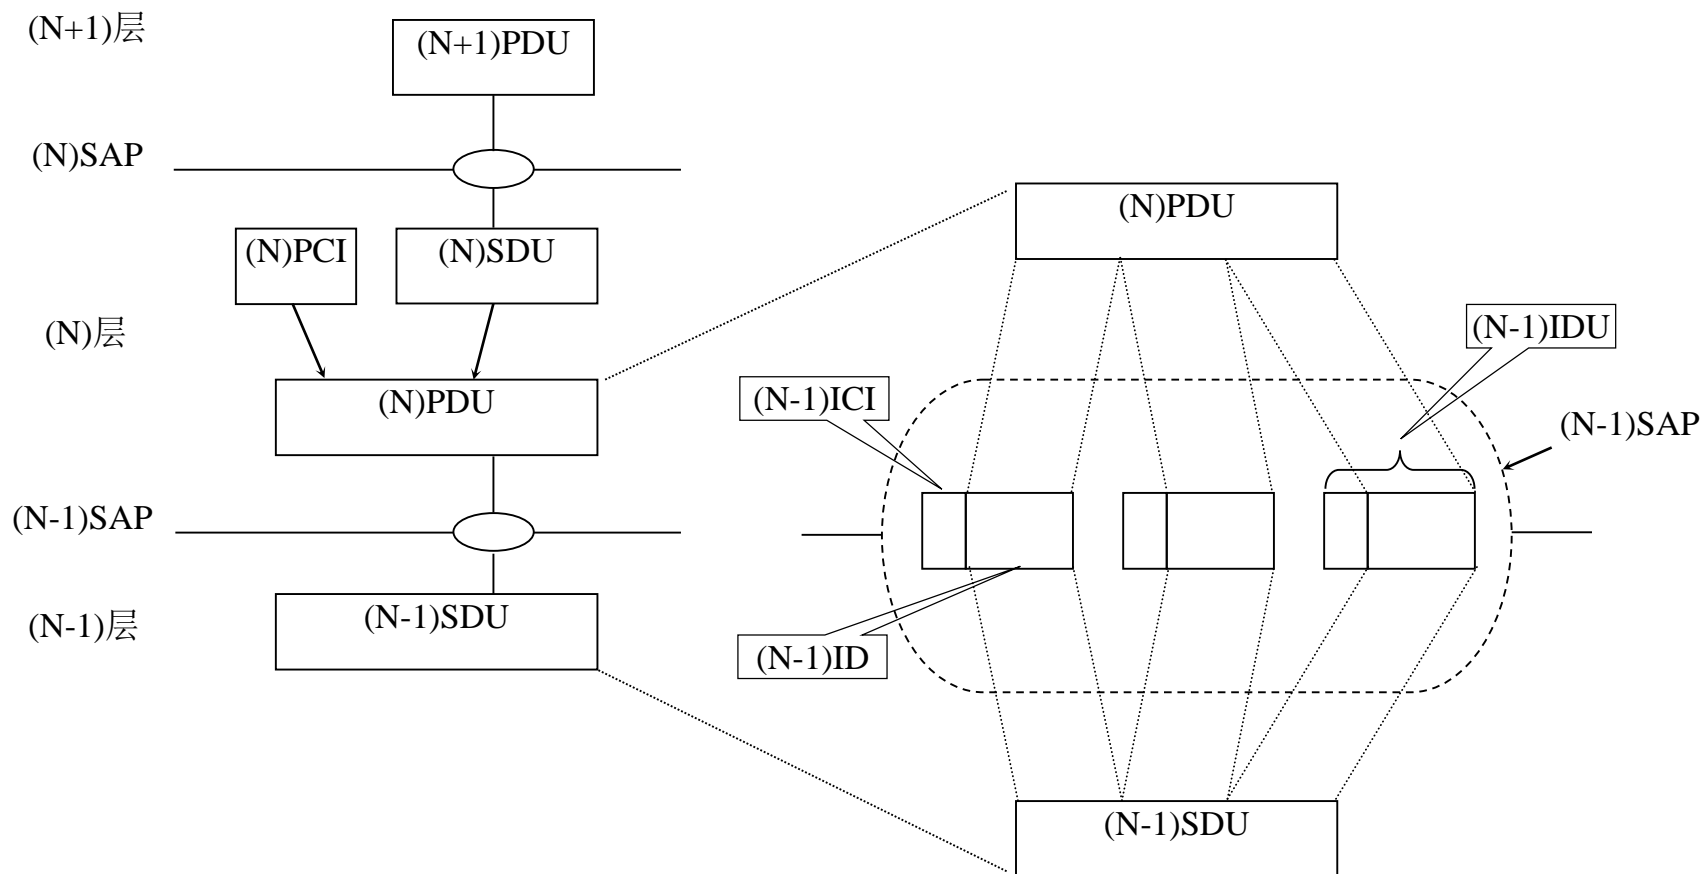 (N+1)层
(N+1)PDU
(N)SAP
(N)PCI
(N)SDU
(N)层
(N)PDU
(N-1)SAP
(N-1)层
(N-1)SDU
(N)PDU
(N-1)IDU
(N-1)ICI
(N-1)SAP
(N-1)ID
(N-1)SDU